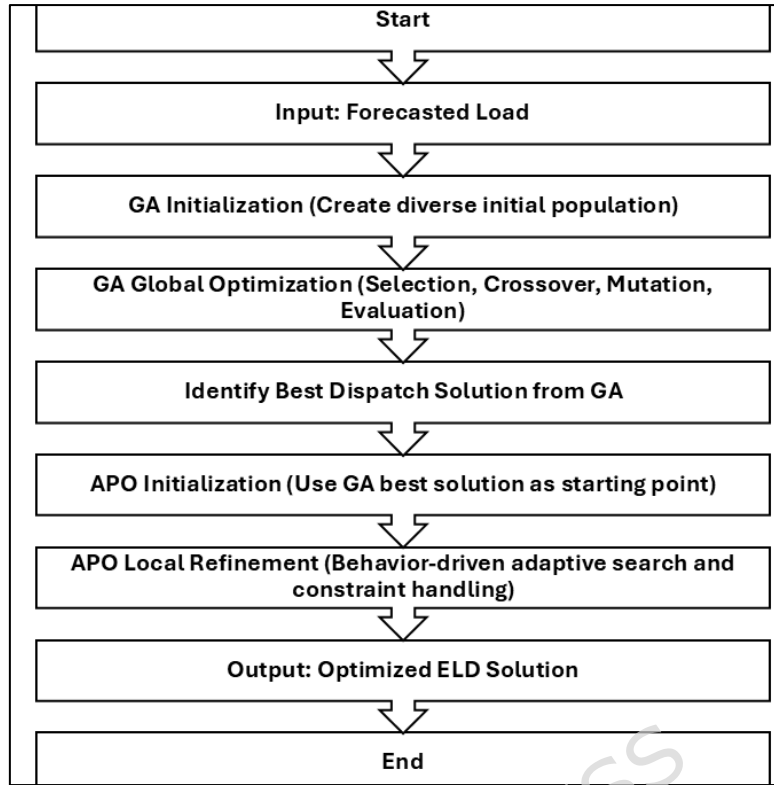 Start
Input: Forecasted Load
GA Initialization (Create diverse initial population)
GA Global Optimization (Selection, Crossover, Mutation,
Evaluation)
Identify Best Dispatch Solution from GA
APO Initialization (Use GA best solution as starting point)
APO Local Refinement (Behavior-driven adaptive search and
constraint handling)
Output: Optimized ELD Solution
End